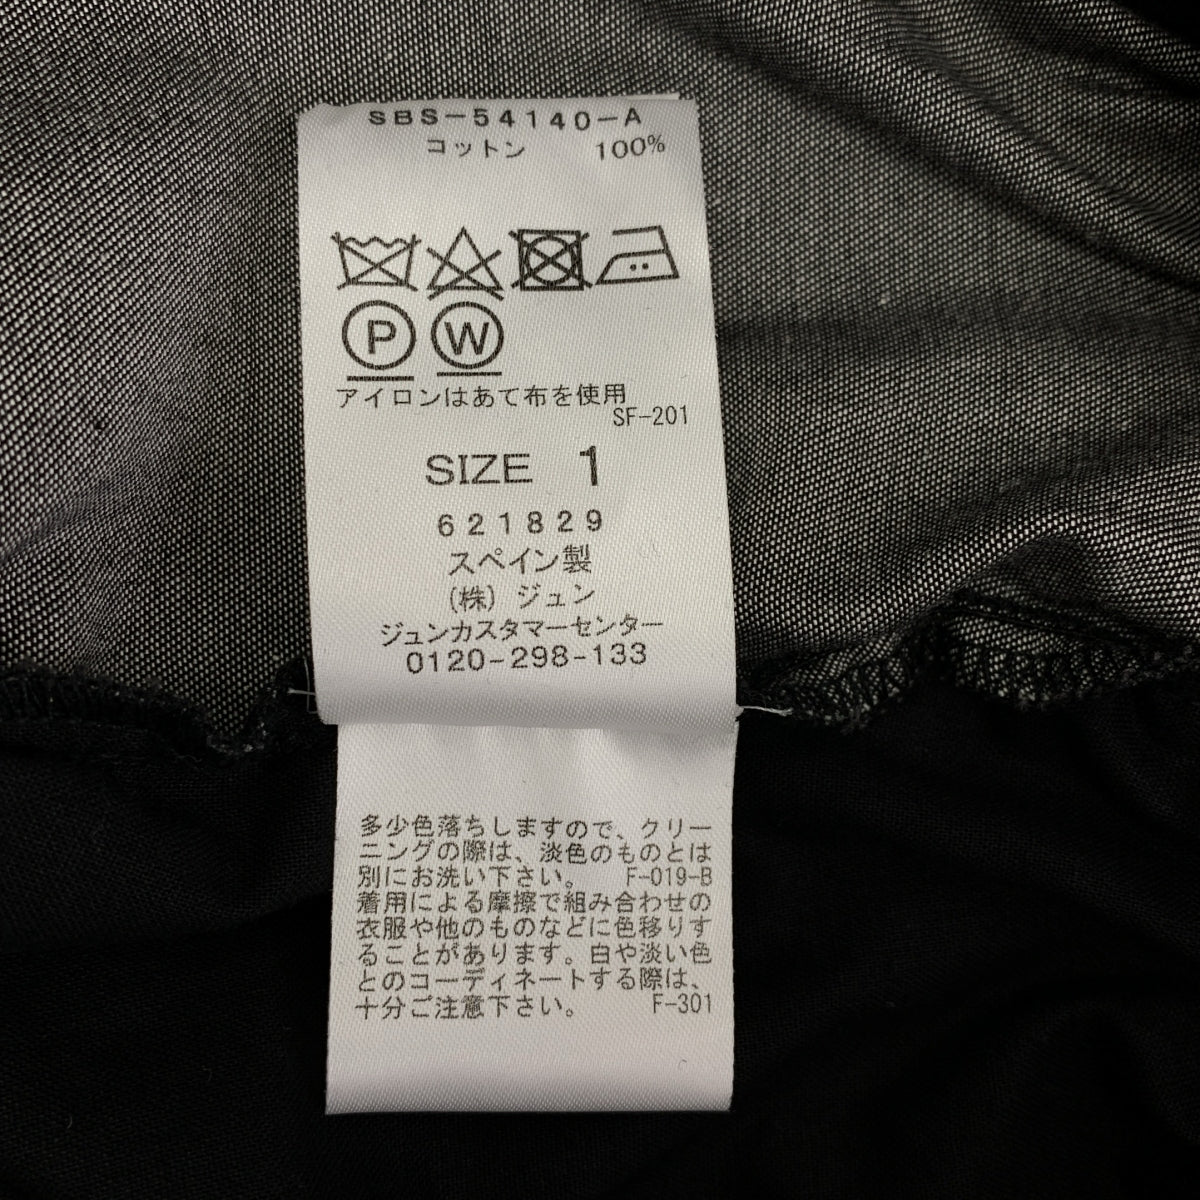 SBS-54140-A
コットン 100%
P W
アイロンはあて布を使用
SF-201
SIZE 1
621829
スペイン製
(株) ジュン
ジュンカスタマーセンター
0120-298-133
多少色落ちしますので、クリー
ニングの際は、淡色のものとは
別にお洗い下さい。 F-019-B
着用による摩擦で組み合わせの
衣服や他のものなどに色移りす
ることがあります。白や淡い色
とのコーディネートする際は、
十分ご注意下さい。 F-301